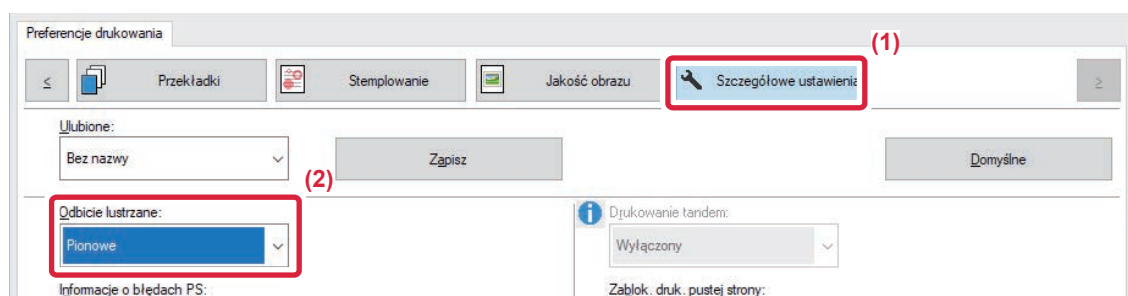 Preferencje drukowania
(1)
< Przekładki Stemplowanie Jakość obrazu Szczegółowe ustawienia >
Ulubione:
Bez nazwy Zapisz Domyślne
(2)
Odbicie lustrzane: Drukowanie tandem:
Pionowe Wyłączony
Informacje o błędach PS: Zablok. druk. pustej strony: